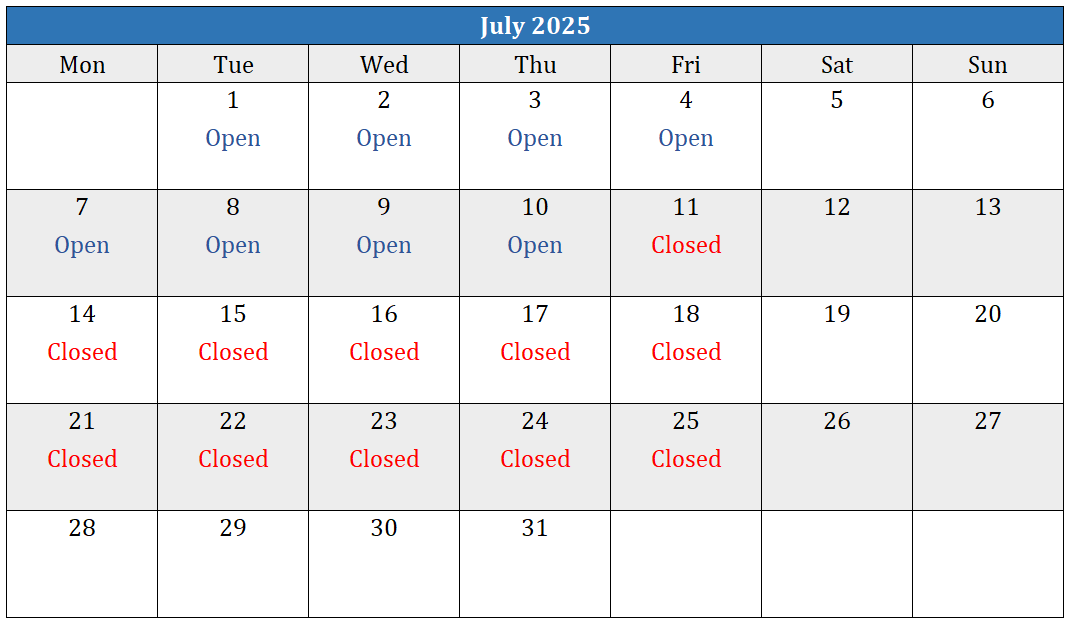 July 2025
Mon Tue Wed Thu Fri Sat Sun
1 2 3 4 5 6
Open Open Open Open
7 8 9 10 11 12 13
Open Open Open Open Closed
14 15 16 17 18 19 20
Closed Closed Closed Closed Closed
21 22 23 24 25 26 27
Closed Closed Closed Closed Closed
28 29 30 31